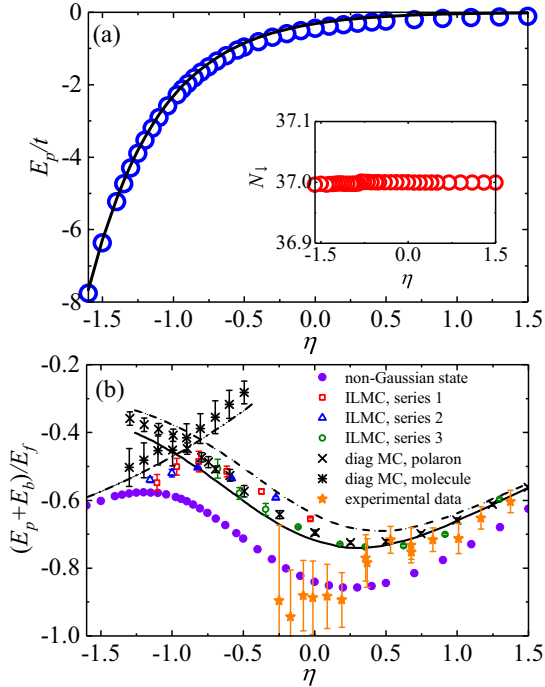 (a)
0
-2
-4
-6
-8
E_p/t
-1.5 -1.0 -0.5 0.0 0.5 1.0 1.5
η
37.1
37.0
36.9
N↓
-1.5 0.0 1.5
η
(b)
-0.2
-0.4
-0.6
-0.8
-1.0
(E_p+E_b)/E_f
non-Gaussian state
ILMC, series 1
ILMC, series 2
ILMC, series 3
diag MC, polaron
diag MC, molecule
experimental data
-1.5 -1.0 -0.5 0.0 0.5 1.0 1.5
η